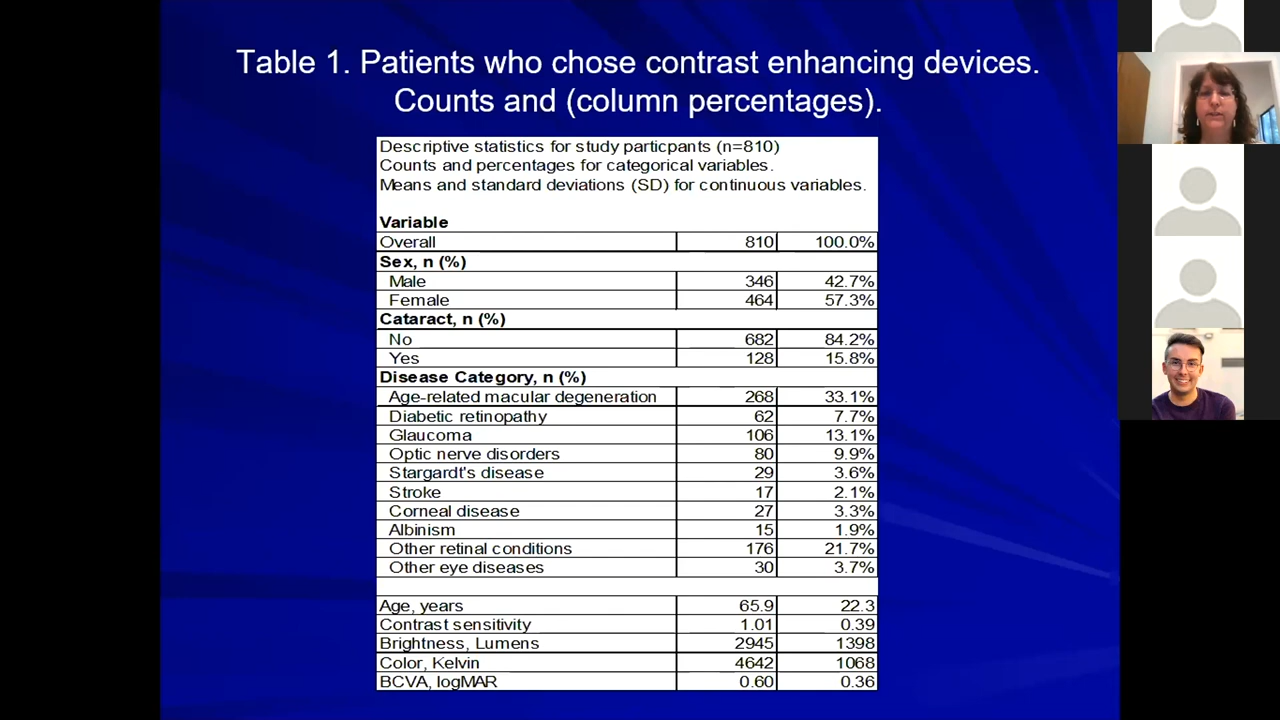 Table 1. Patients who chose contrast enhancing devices.
Counts and (column percentages).
Descriptive statistics for study particpants (n=810)
Counts and percentages for categorical variables.
Means and standard deviations (SD) for continuous variables.
Variable
Overall 810 100.0%
Sex, n (%)
Male 346 42.7%
Female 464 57.3%
Cataract, n (%)
No 682 84.2%
Yes 128 15.8%
Disease Category, n (%)
Age-related macular degeneration 268 33.1%
Diabetic retinopathy 62 7.7%
Glaucoma 106 13.1%
Optic nerve disorders 80 9.9%
Stargardt's disease 29 3.6%
Stroke 17 2.1%
Corneal disease 27 3.3%
Albinism 15 1.9%
Other retinal conditions 176 21.7%
Other eye diseases 30 3.7%
Age, years 65.9 22.3
Contrast sensitivity 1.01 0.39
Brightness, Lumens 2945 1398
Color, Kelvin 4642 1068
BCVA, logMAR 0.60 0.36